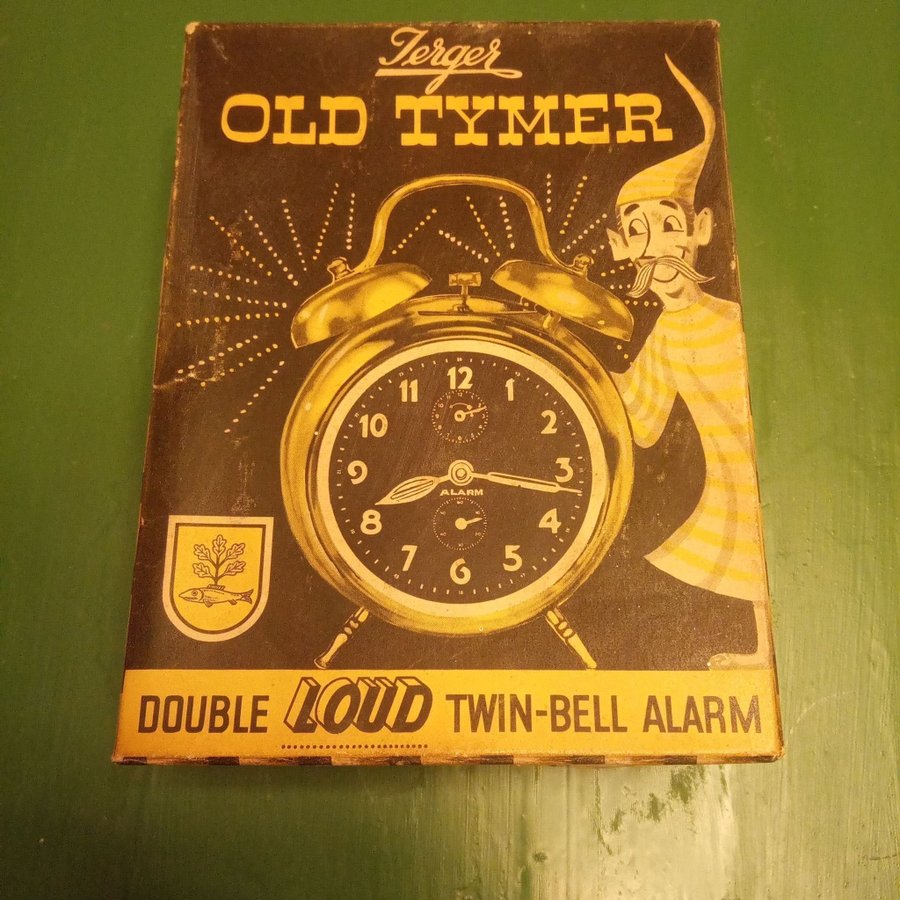 Jerger
OLD TYMER
12
11 1
10 2
9 3
ALARM
8 4
7 5
6
DOUBLE LOUD TWIN-BELL ALARM